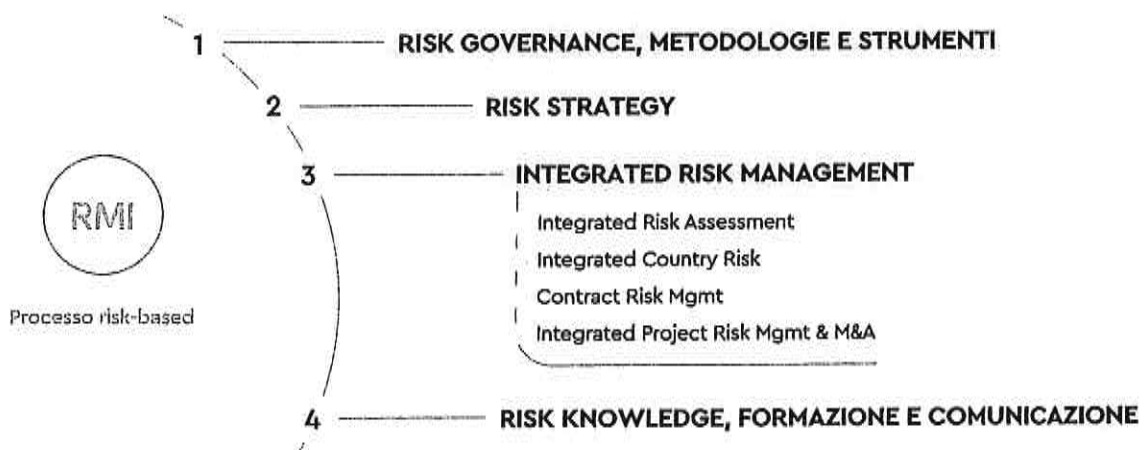 1 RISK GOVERNANCE, METODOLOGIE E STRUMENTI
2 RISK STRATEGY
3 INTEGRATED RISK MANAGEMENT
Integrated Risk Assessment
Integrated Country Risk
Contract Risk Mgmt
Integrated Project Risk Mgmt & M&A
RMI
Processo risk-based
4 RISK KNOWLEDGE, FORMAZIONE E COMUNICAZIONE